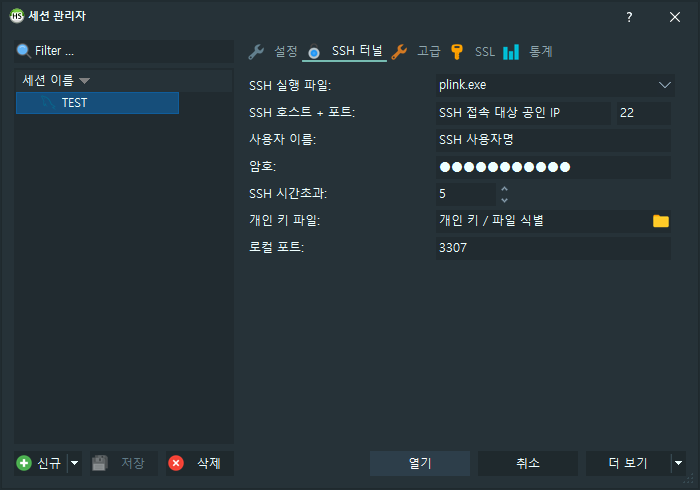 HS 세션 관리자
Filter ...
세션 이름
TEST
설정 SSH 터널 고급 SSL 통계
SSH 실행 파일: plink.exe
SSH 호스트 + 포트: SSH 접속 대상 공인 IP 22
사용자 이름: SSH 사용자명
암호: ●●●●●●●●●●●
SSH 시간초과: 5
개인 키 파일: 개인 키 / 파일 식별
로컬 포트: 3307
신규 저장 삭제 열기 취소 더 보기